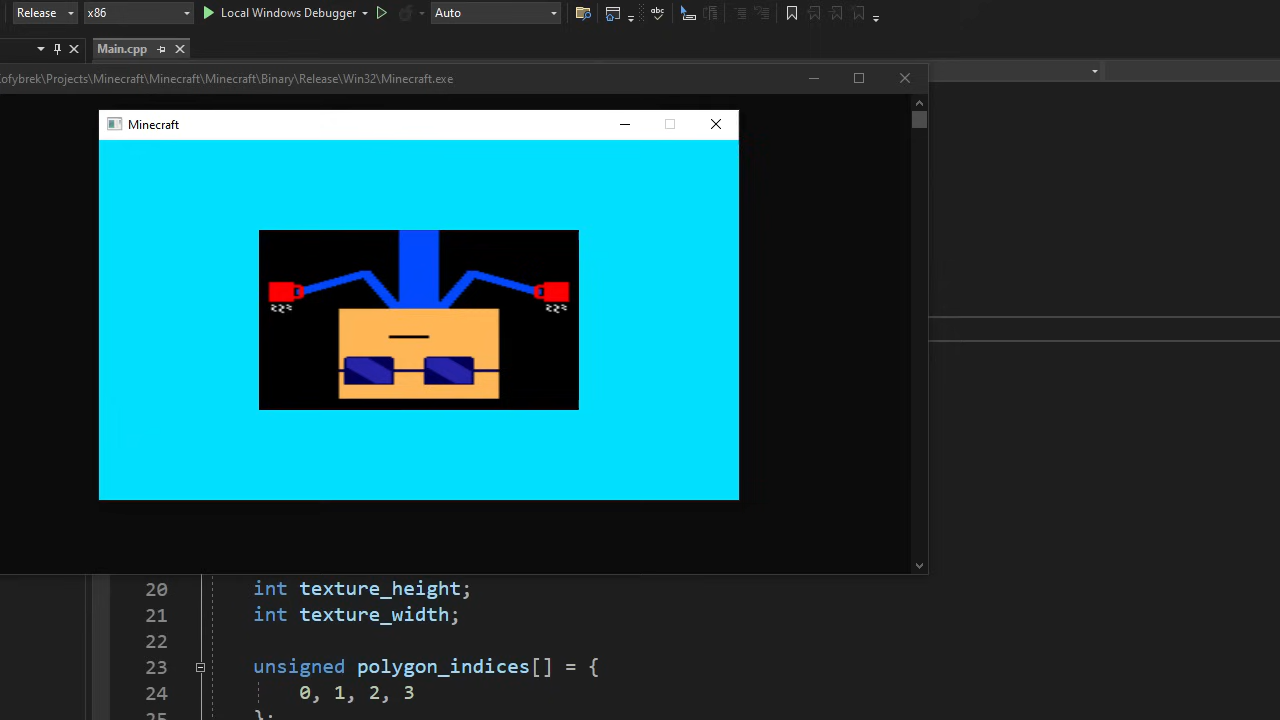 Release x86 Local Windows Debugger Auto
Main.cpp
ofybrek\Projects\Minecraft\Minecraft\Minecraft\Binary\Release\Win32\Minecraft.exe
Minecraft
20 int texture_height;
21 int texture_width;
22
23 unsigned polygon_indices[] = {
24 0, 1, 2, 3
25 };